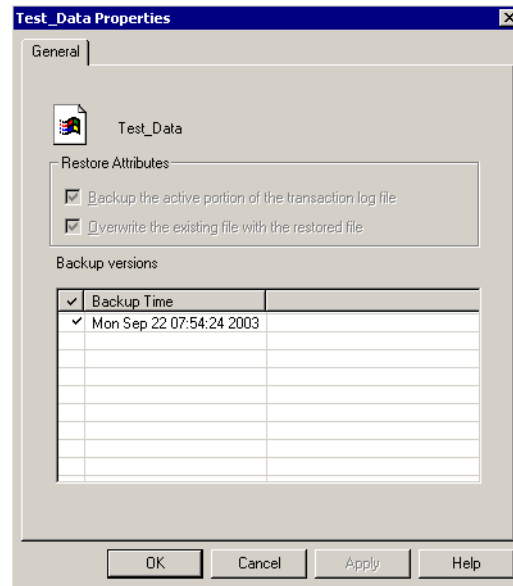 Test_Data Properties
General
Test_Data
Restore Attributes
Backup the active portion of the transaction log file
Overwrite the existing file with the restored file
Backup versions
Backup Time
Mon Sep 22 07:54:24 2003
OK Cancel Apply Help